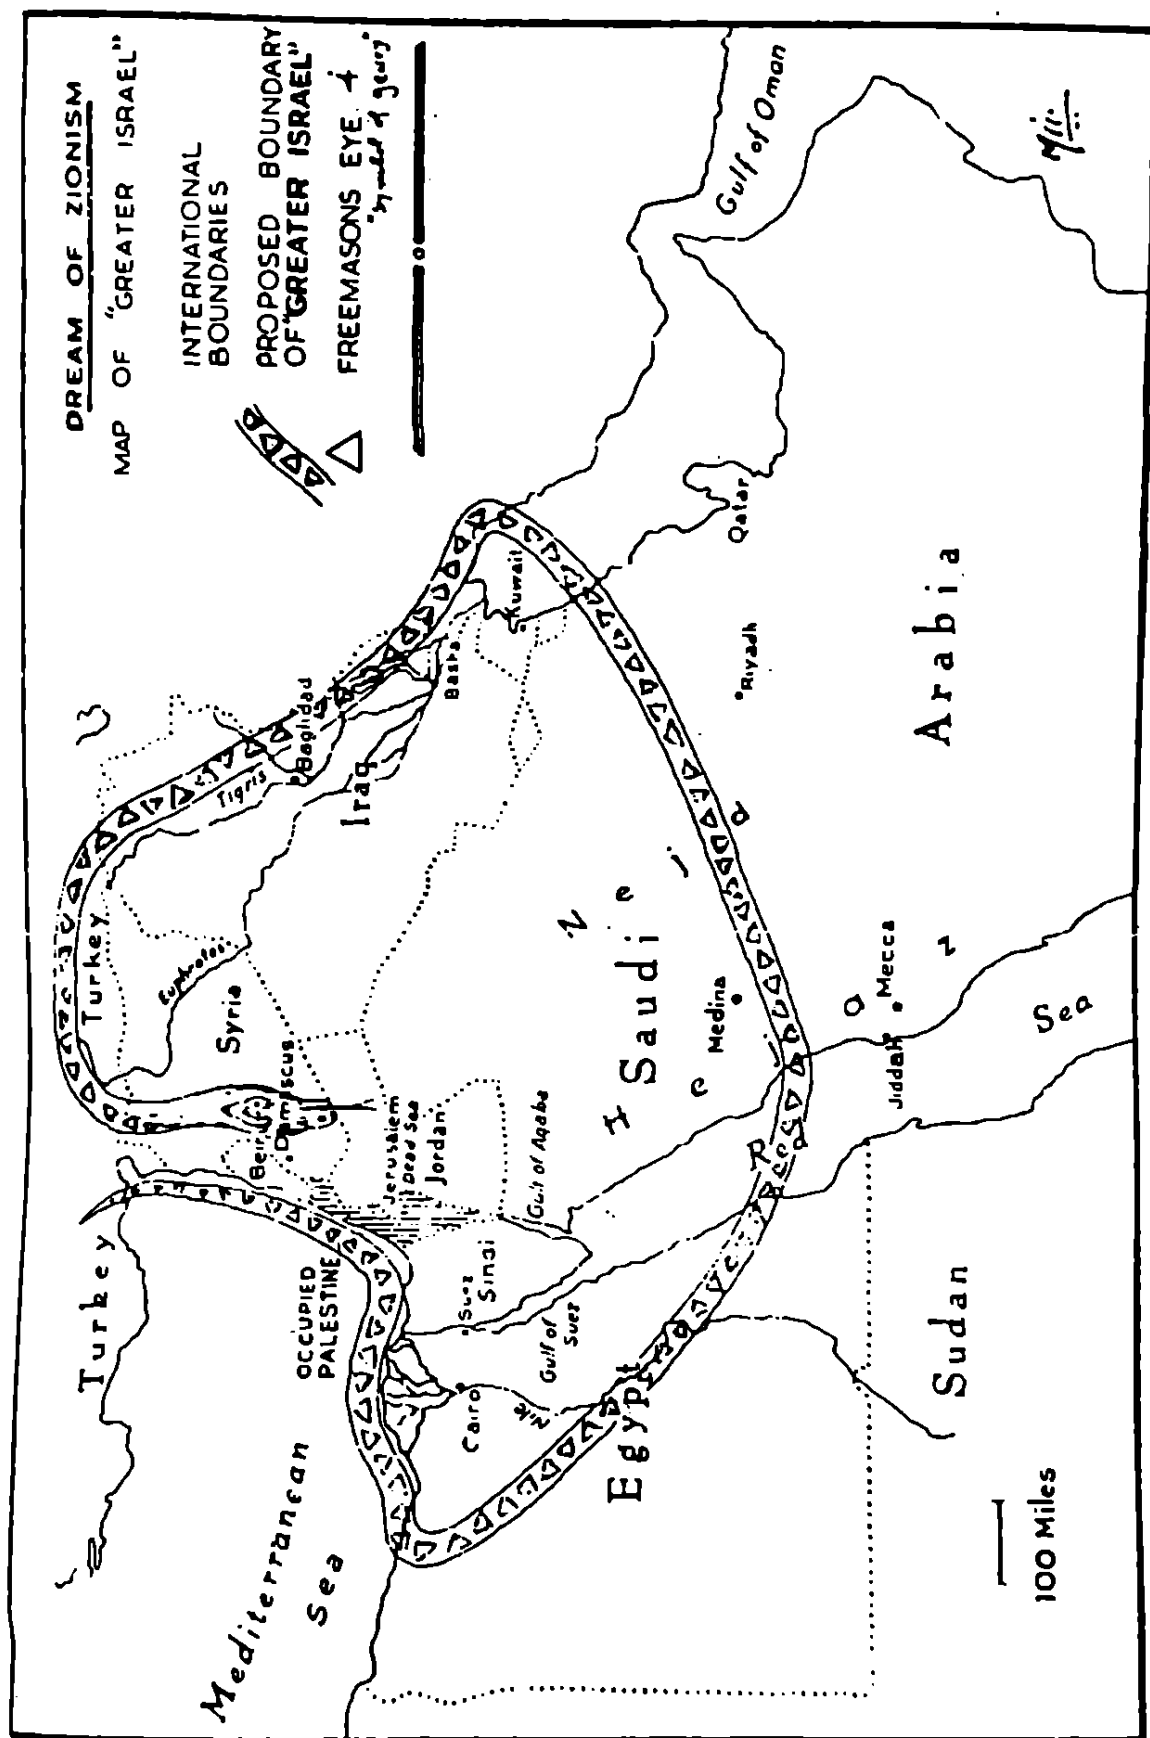 DREAM OF ZIONISM
MAP OF "GREATER ISRAEL"
INTERNATIONAL
BOUNDARIES
PROPOSED BOUNDARY
OF "GREATER ISRAEL"
FREEMASONS EYE
Turkey
Turkey
Mediterranean
Sea
OCCUPIED
PALESTINE
Euphrates
Tigris
Syria
Beirut
Damascus
Baghdad
Iraq
Basra
Kuwait
Jerusalem
Dead Sea
Jordan
Suez
Sinai
Gulf of Aqaba
Gulf of
Suez
Cairo
Nile
Egypt
Saudi
Arabia
Nejd
Hejaz
Medina
Riyadh
Qatar
Gulf of Oman
Jiddah
Mecca
Red
Sea
Sudan
100 Miles